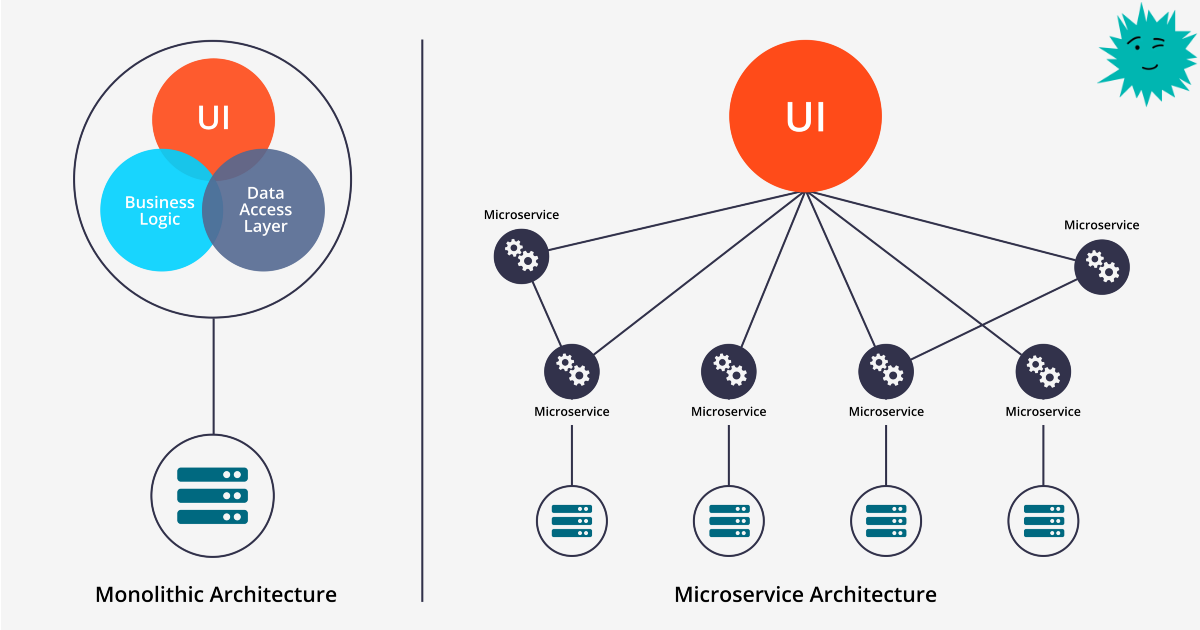 UI
Business
Logic
Data
Access
Layer
Monolithic Architecture
UI
Microservice
Microservice
Microservice
Microservice
Microservice
Microservice
Microservice Architecture